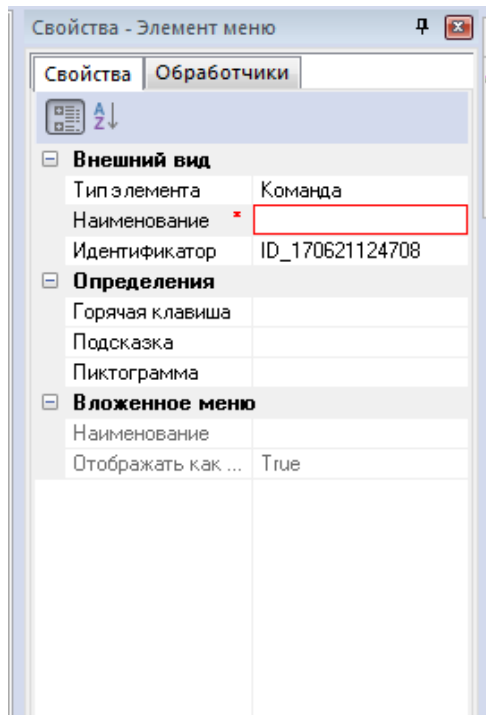 Свойства - Элемент меню
Свойства Обработчики
Внешний вид
Тип элемента Команда
Наименование *
Идентификатор ID_170621124708
Определения
Горячая клавиша
Подсказка
Пиктограмма
Вложенное меню
Наименование
Отображать как ... True